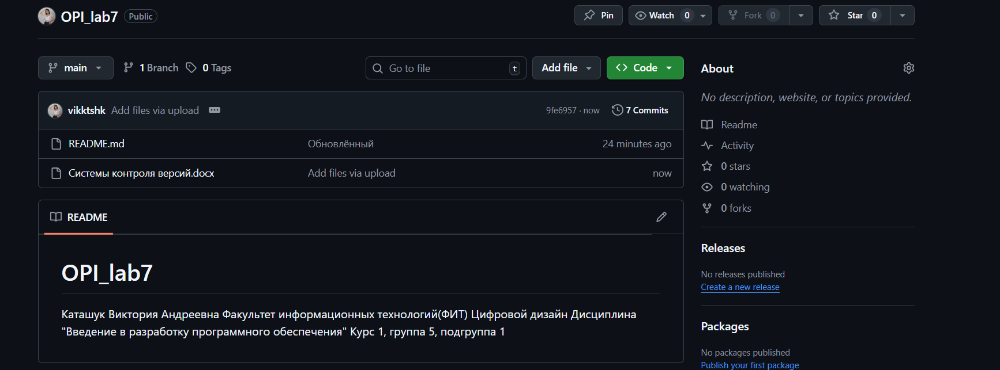 OPI_lab7 Public Pin Watch 0 Fork 0 Star 0
main 1 Branch 0 Tags Go to file t Add file Code
vikktshk Add files via upload 9fe6957 · now 7 Commits
README.md Обновлённый 24 minutes ago
Системы контроля версий.docx Add files via upload now
README
OPI_lab7
Каташук Виктория Андреевна Факультет информационных технологий(ФИТ) Цифровой дизайн Дисциплина
"Введение в разработку программного обеспечения" Курс 1, группа 5, подгруппа 1
About
No description, website, or topics provided.
Readme
Activity
0 stars
0 watching
0 forks
Releases
No releases published
Create a new release
Packages
No packages published
Publish your first package